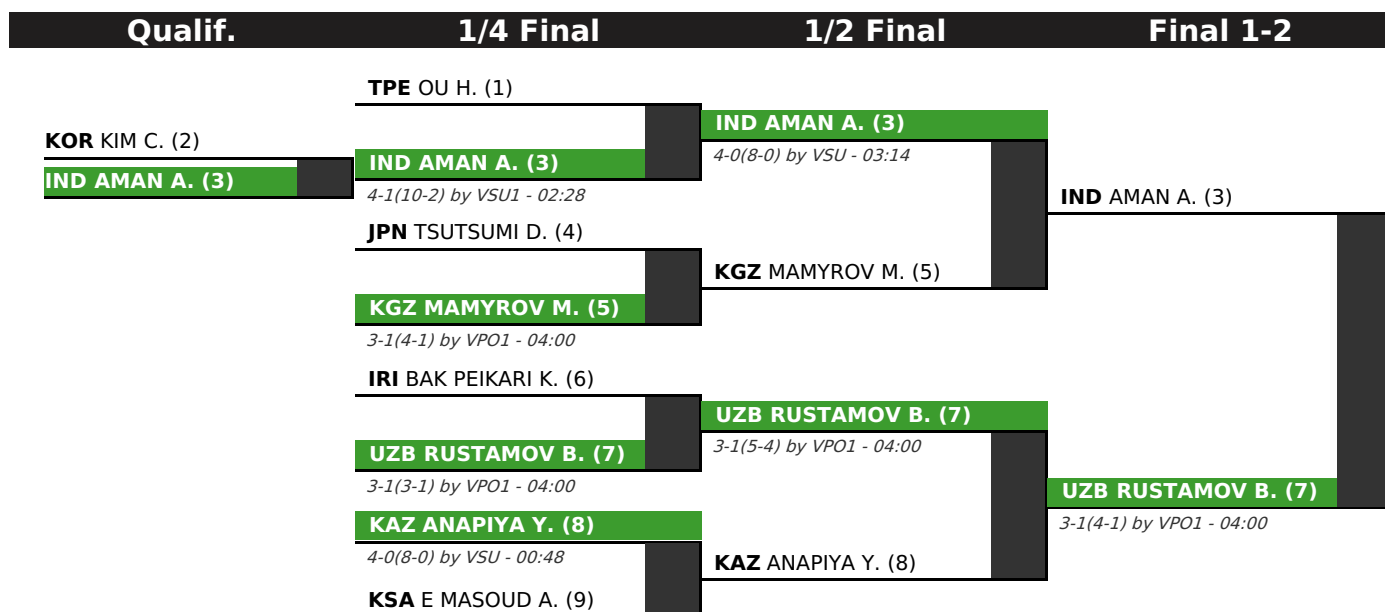 Qualif. 1/4 Final 1/2 Final Final 1-2
TPE OU H. (1)
IND AMAN A. (3)
KOR KIM C. (2)
4-0(8-0) by VSU - 03:14
IND AMAN A. (3)
IND AMAN A. (3)
4-1(10-2) by VSU1 - 02:28
IND AMAN A. (3)
JPN TSUTSUMI D. (4)
KGZ MAMYROV M. (5)
KGZ MAMYROV M. (5)
3-1(4-1) by VPO1 - 04:00
IRI BAK PEIKARI K. (6)
UZB RUSTAMOV B. (7)
3-1(5-4) by VPO1 - 04:00
UZB RUSTAMOV B. (7)
3-1(3-1) by VPO1 - 04:00
UZB RUSTAMOV B. (7)
3-1(4-1) by VPO1 - 04:00
KAZ ANAPIYA Y. (8)
4-0(8-0) by VSU - 00:48
KAZ ANAPIYA Y. (8)
KSA E MASOUD A. (9)